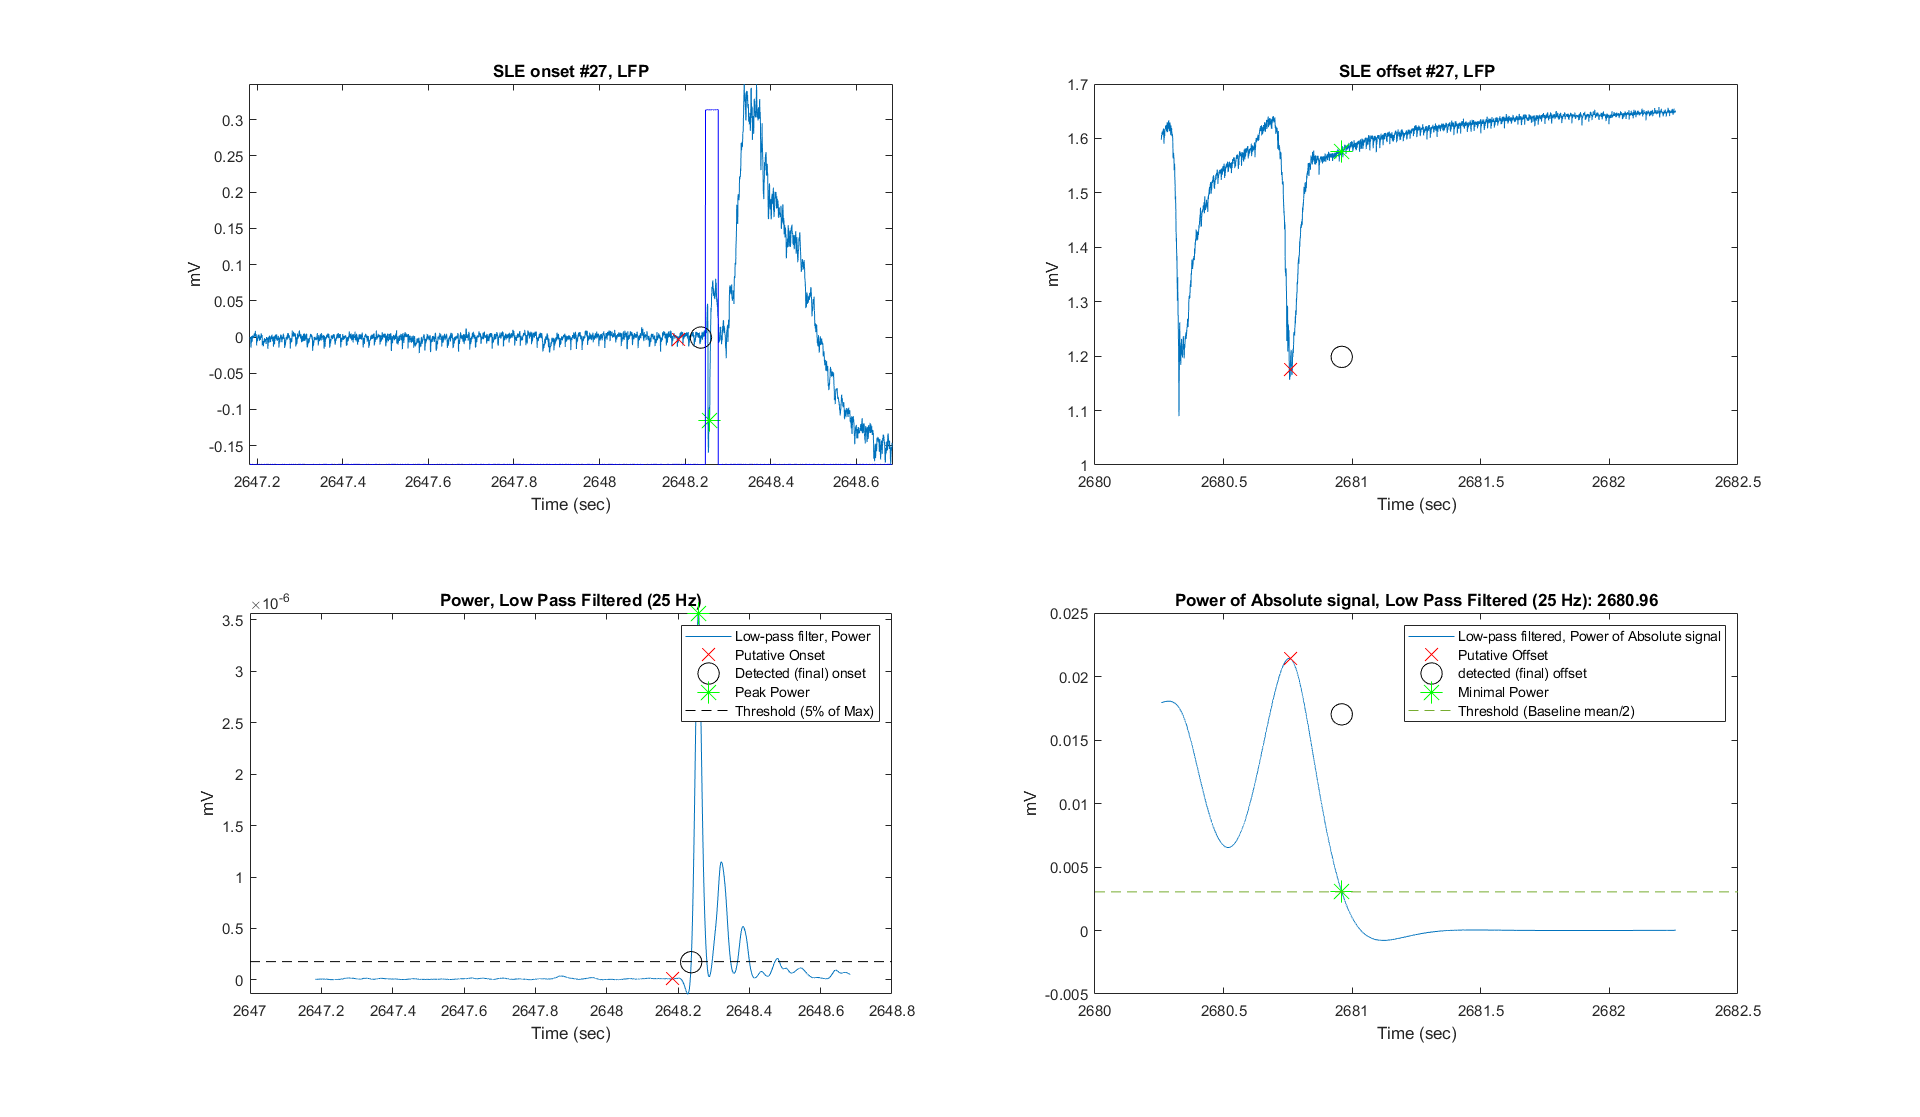 SLE onset #27, LFP
0.3
0.25
0.2
0.15
0.1
0.05
0
-0.05
-0.1
-0.15
mV
2647.2 2647.4 2647.6 2647.8 2648 2648.2 2648.4 2648.6
Time (sec)
SLE offset #27, LFP
1.7
1.6
1.5
1.4
1.3
1.2
1.1
1
mV
2680 2680.5 2681 2681.5 2682 2682.5
Time (sec)
Power, Low Pass Filtered (25 Hz)
×10-6
3.5
3
2.5
2
1.5
1
0.5
0
mV
Low-pass filter, Power
Putative Onset
Detected (final) onset
Peak Power
Threshold (5% of Max)
2647 2647.2 2647.4 2647.6 2647.8 2648 2648.2 2648.4 2648.6 2648.8
Time (sec)
Power of Absolute signal, Low Pass Filtered (25 Hz): 2680.96
0.025
0.02
0.015
0.01
0.005
0
-0.005
mV
Low-pass filtered, Power of Absolute signal
Putative Offset
detected (final) offset
Minimal Power
Threshold (Baseline mean/2)
2680 2680.5 2681 2681.5 2682 2682.5
Time (sec)